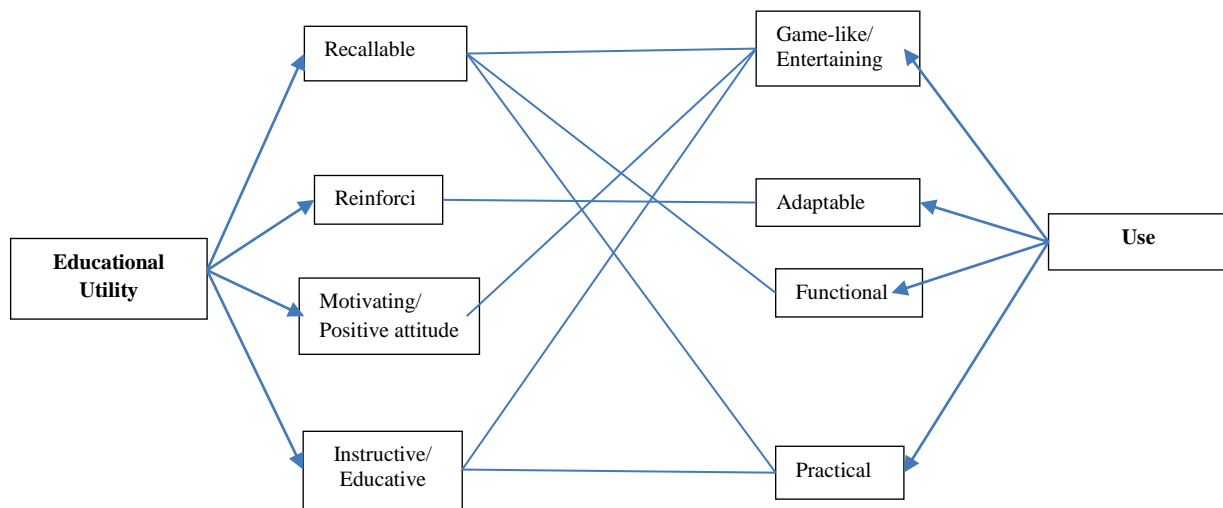 Recallable
Game-like/
Entertaining
Reinforci
Adaptable
Educational
Utility
Use
Motivating/
Positive attitude
Functional
Instructive/
Educative
Practical